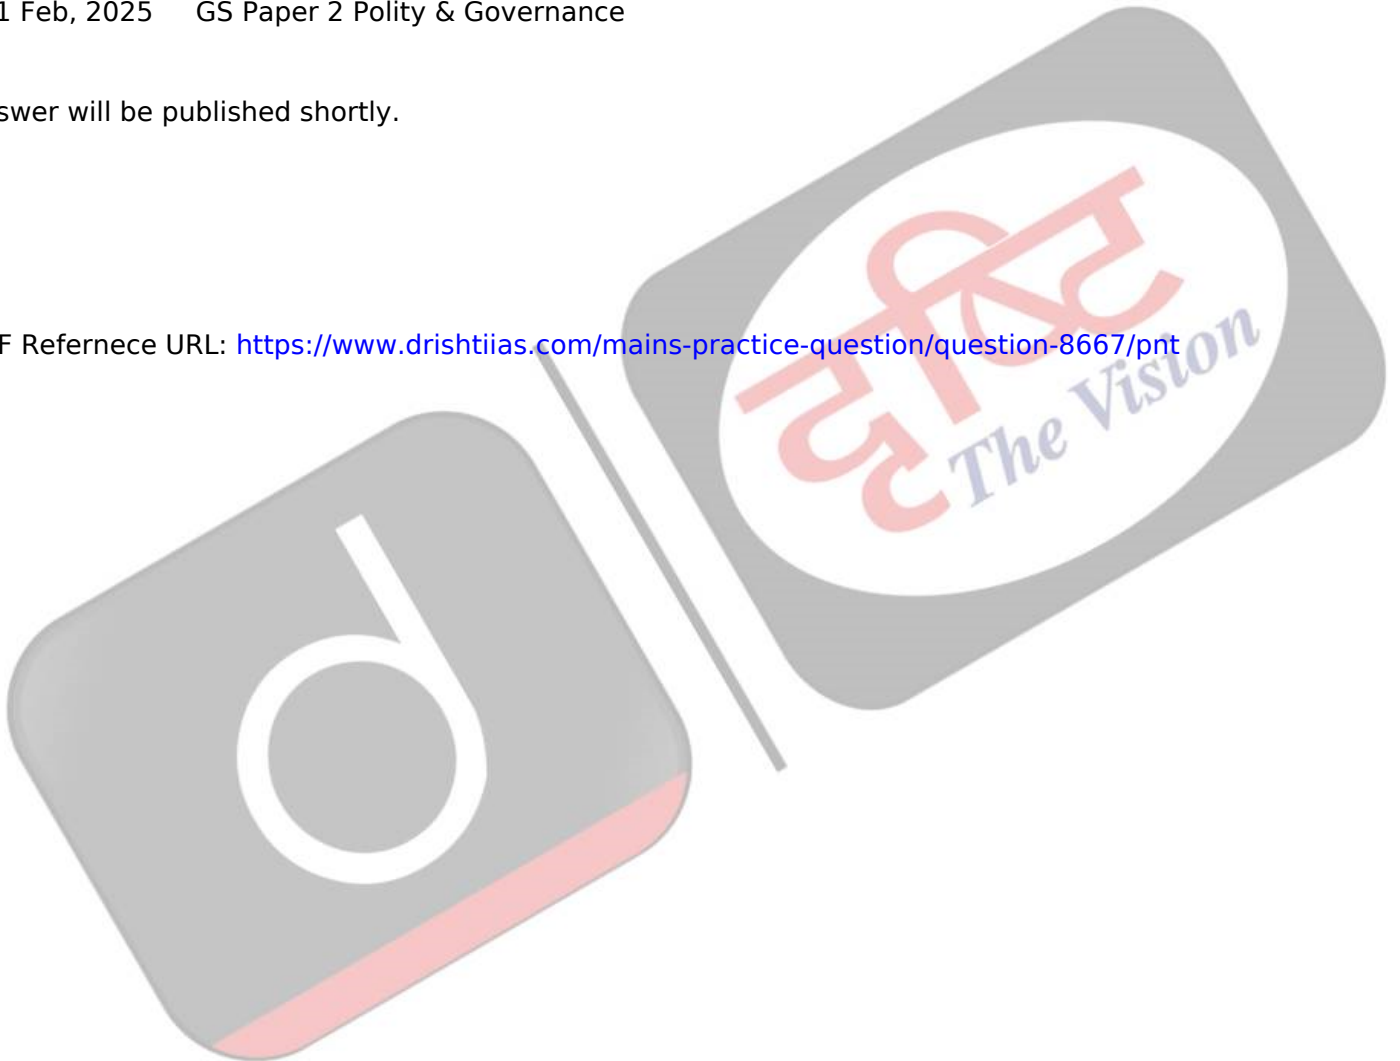 1 Feb, 2025 GS Paper 2 Polity & Governance
swer will be published shortly.
F Refernece URL: https://www.drishtiias.com/mains-practice-question/question-8667/pnt
दृष्टि
The Vision
d